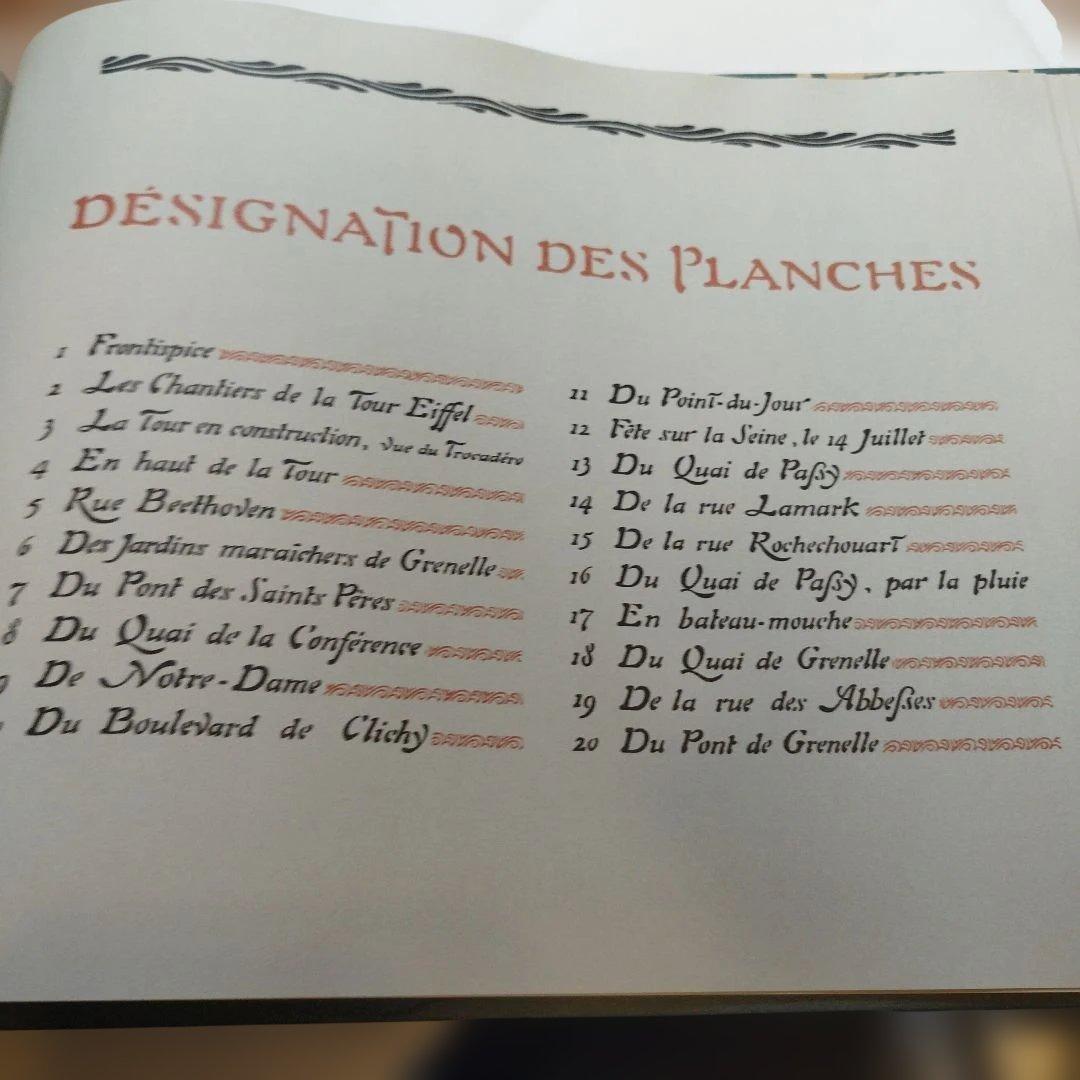 DÉSIGNATION DES PLANCHES
1 Frontispice
2 Les Chantiers de la Tour Eiffel
3 La Tour en construction, vue du Trocadéro
4 En haut de la Tour
5 Rue Beethoven
6 Des Jardins maraichers de Grenelle
7 Du Pont des Saints Pères
8 Du Quai de la Conférence
De Notre-Dame
Du Boulevard de Clichy
11 Du Point-du-Jour
12 Fête sur la Seine, le 14 Juillet
13 Du Quai de Paſsy
14 De la rue Lamark
15 De la rue Rochechouart
16 Du Quai de Paſsy, par la pluie
17 En bateau-mouche
18 Du Quai de Grenelle
19 De la rue des Abbeſses
20 Du Pont de Grenelle